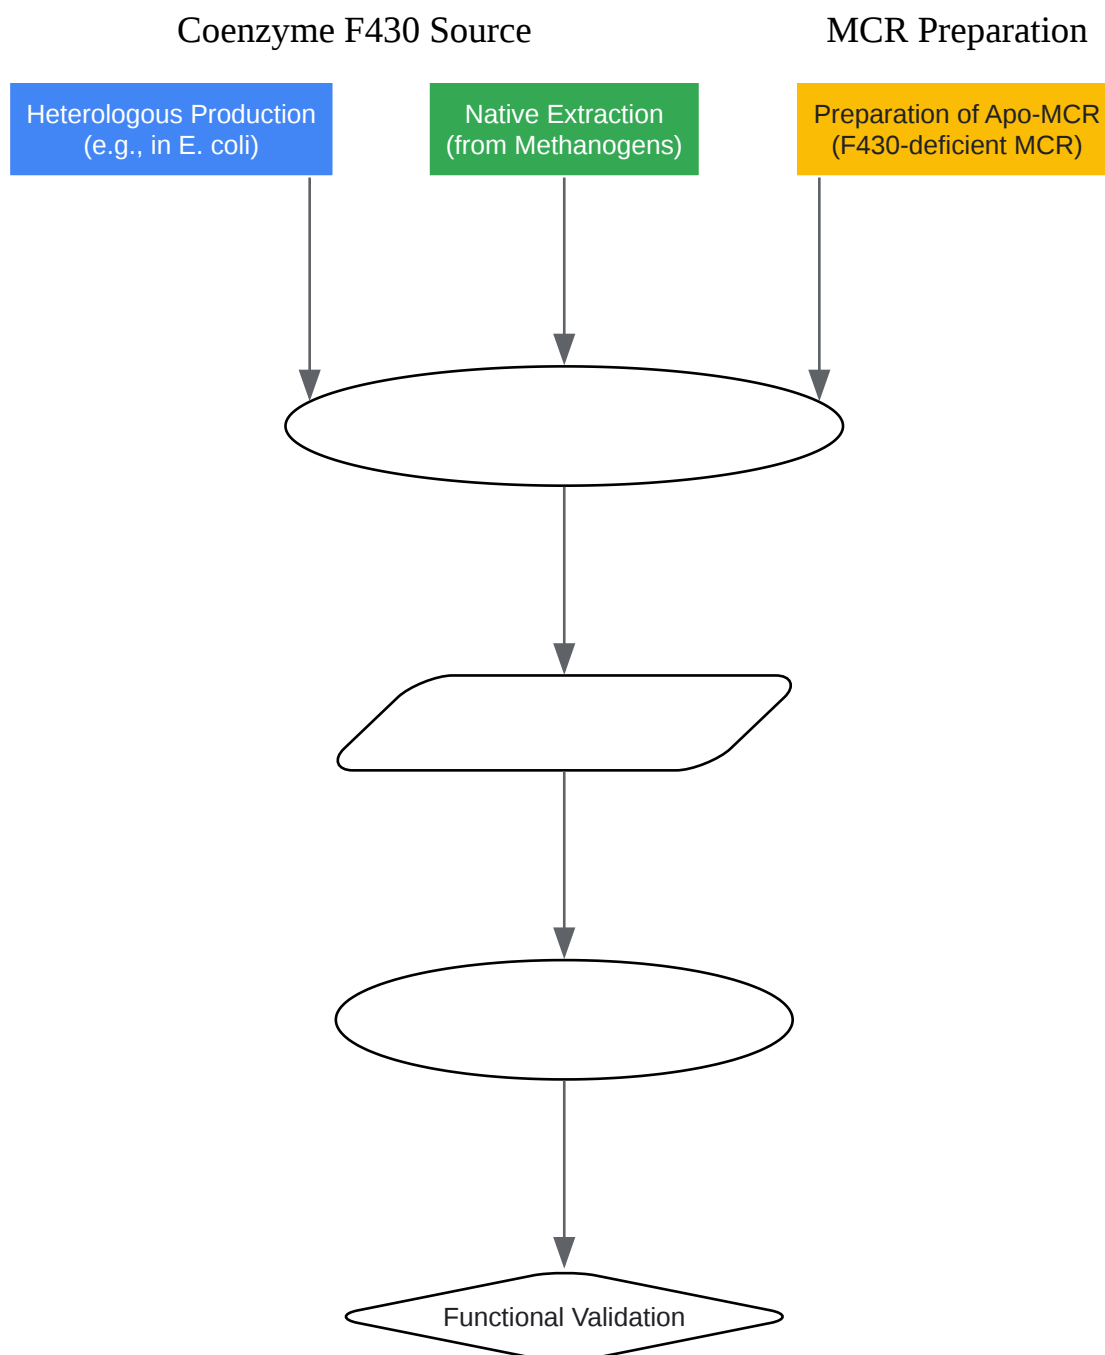 Coenzyme F430 Source
MCR Preparation
Heterologous Production
(e.g., in E. coli)
Native Extraction
(from Methanogens)
Preparation of Apo-MCR
(F430-deficient MCR)
Functional Validation